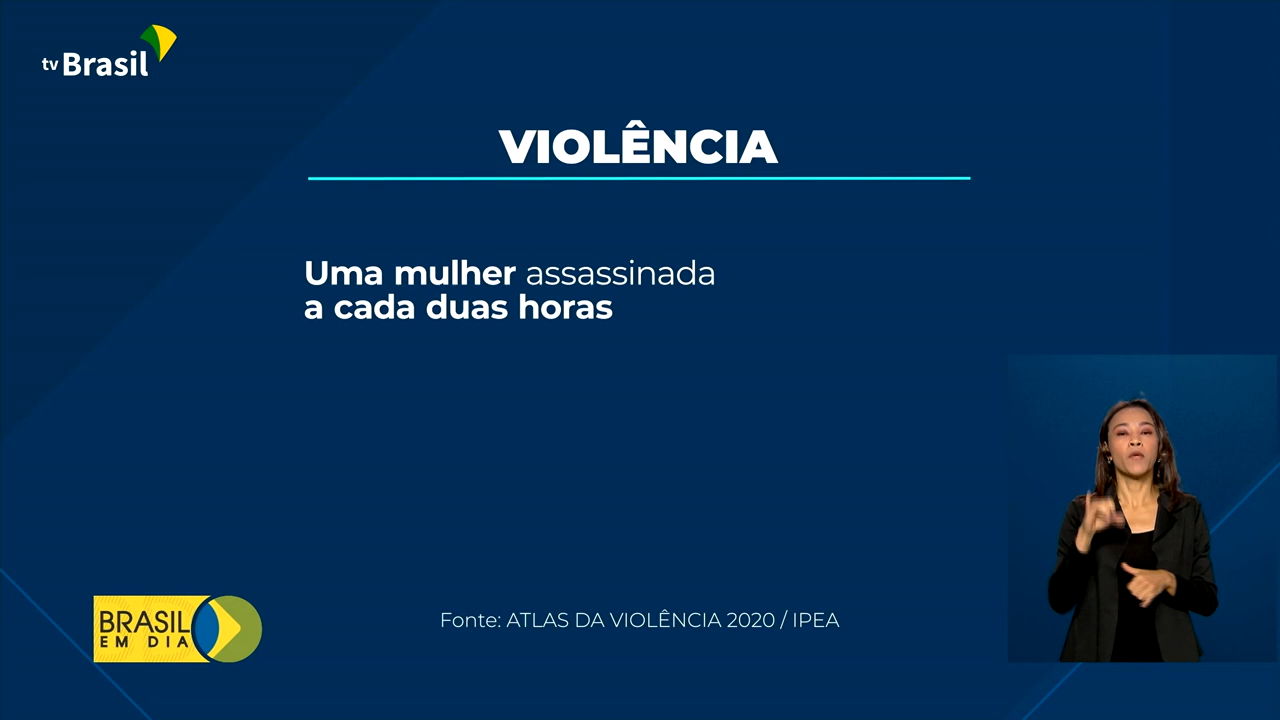 tv Brasil
VIOLÊNCIA
Uma mulher assassinada
a cada duas horas
BRASIL
EM DIA
Fonte: ATLAS DA VIOLÊNCIA 2020 / IPEA